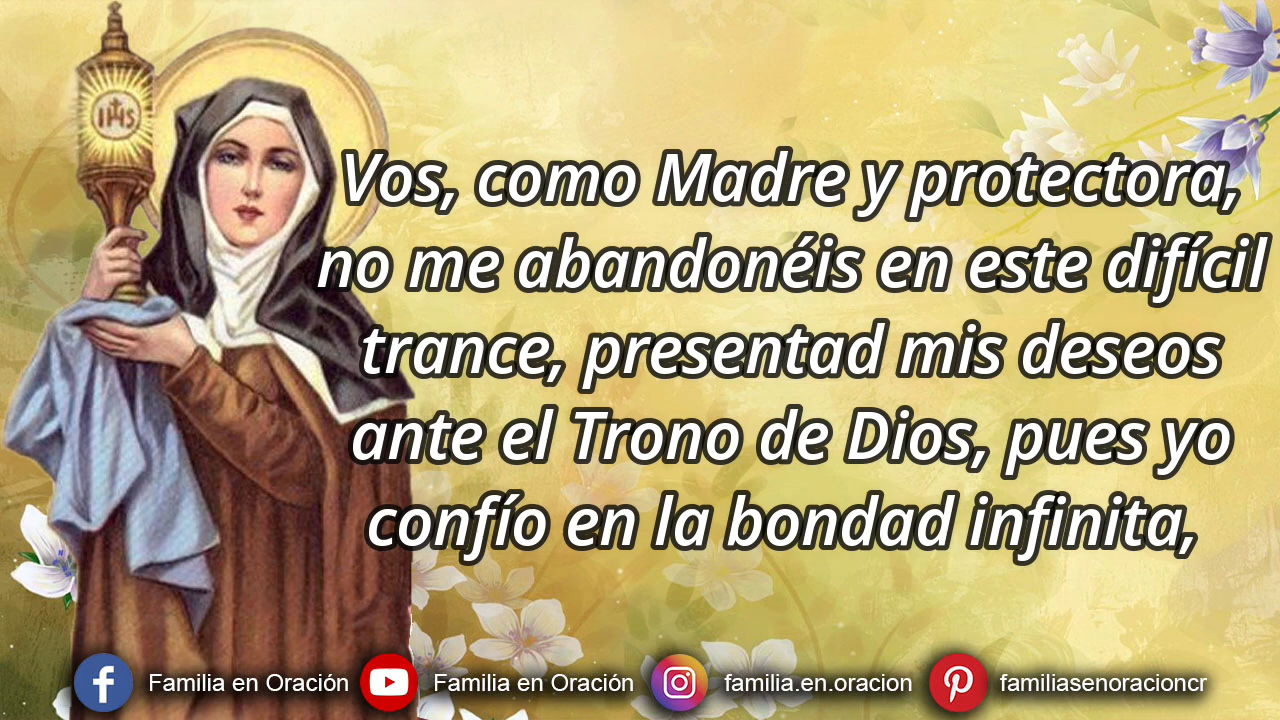 IHS
Vos, como Madre y protectora,
no me abandonéis en este difícil
trance, presentad mis deseos
ante el Trono de Dios, pues yo
confío en la bondad infinita,
Familia en Oración
Familia en Oración
familia.en.oracion
familiasenoracioncr